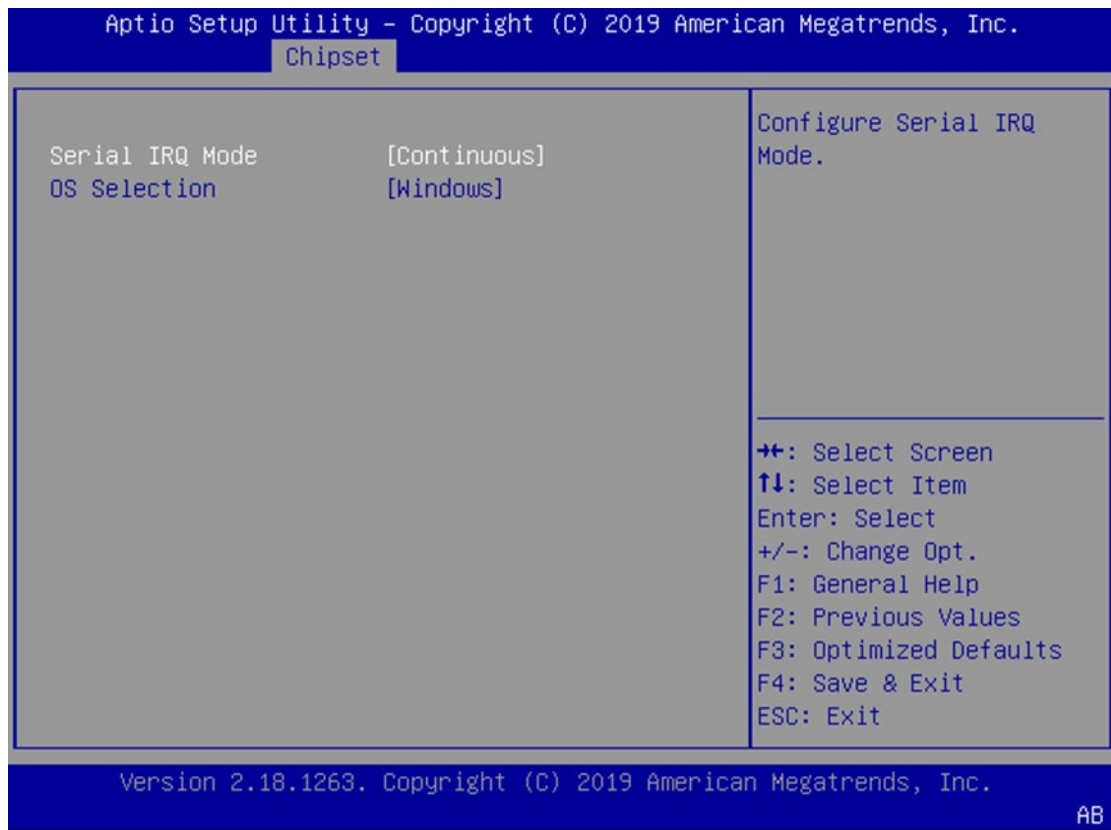 Aptio Setup Utility – Copyright (C) 2019 American Megatrends, Inc.
Chipset
Serial IRQ Mode [Continuous]
OS Selection [Windows]
Configure Serial IRQ
Mode.
→←: Select Screen
↑↓: Select Item
Enter: Select
+/-: Change Opt.
F1: General Help
F2: Previous Values
F3: Optimized Defaults
F4: Save & Exit
ESC: Exit
Version 2.18.1263. Copyright (C) 2019 American Megatrends, Inc.
AB